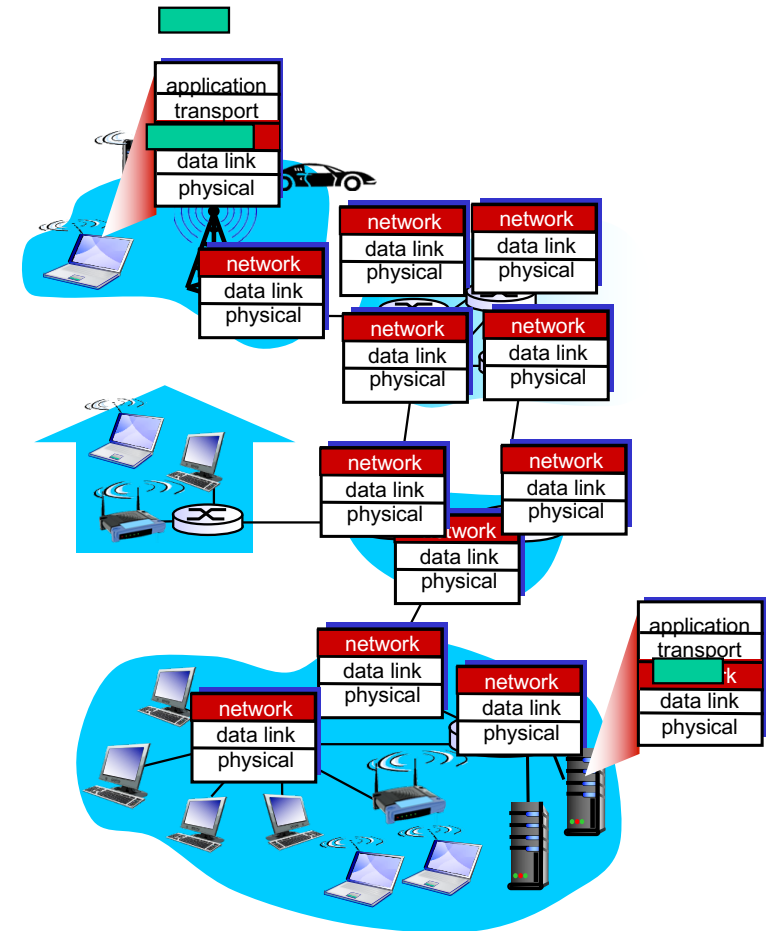 application
transport
data link
physical
network
data link
physical
network
data link
physical
network
data link
physical
network
data link
physical
network
data link
physical
network
data link
physical
network
data link
physical
twork
data link
physical
application
transport
k
data link
physical
network
data link
physical
network
data link
physical
network
data link
physical